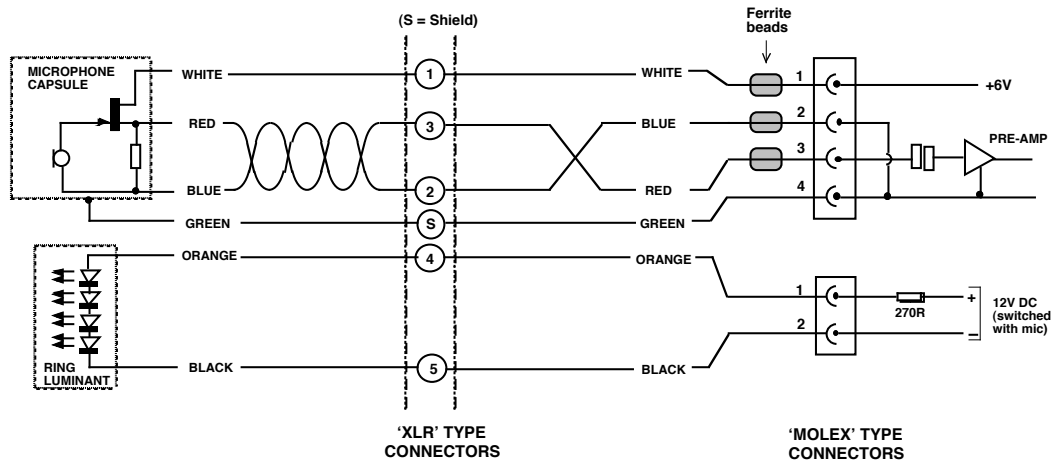 (S = Shield)
Ferrite
beads
MICROPHONE
CAPSULE
WHITE
1
WHITE
1
+6V
RED
3
BLUE
2
PRE-AMP
3
BLUE
2
RED
4
GREEN
S
GREEN
ORANGE
4
ORANGE
1
+
12V DC
(switched
with mic)
270R
2
–
RING
LUMINANT
BLACK
5
BLACK
‘XLR’ TYPE
CONNECTORS
‘MOLEX’ TYPE
CONNECTORS